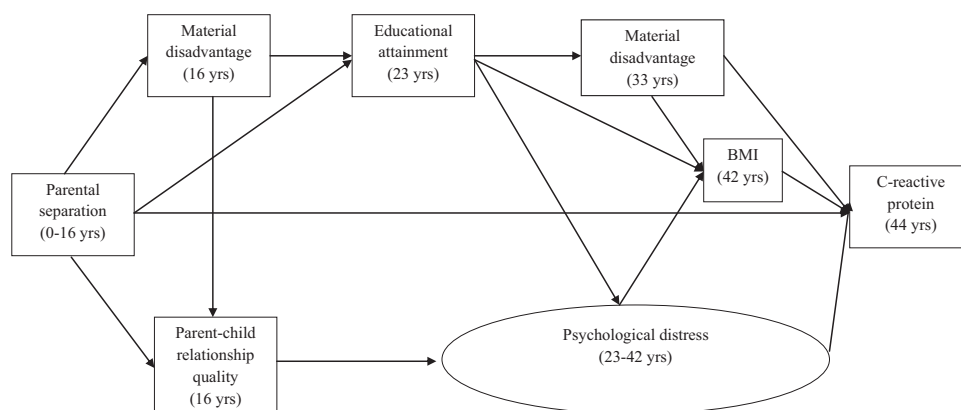 Material
disadvantage
(16 yrs)
Educational
attainment
(23 yrs)
Material
disadvantage
(33 yrs)
BMI
(42 yrs)
Parental
separation
(0-16 yrs)
C-reactive
protein
(44 yrs)
Parent-child
relationship
quality
(16 yrs)
Psychological distress
(23-42 yrs)